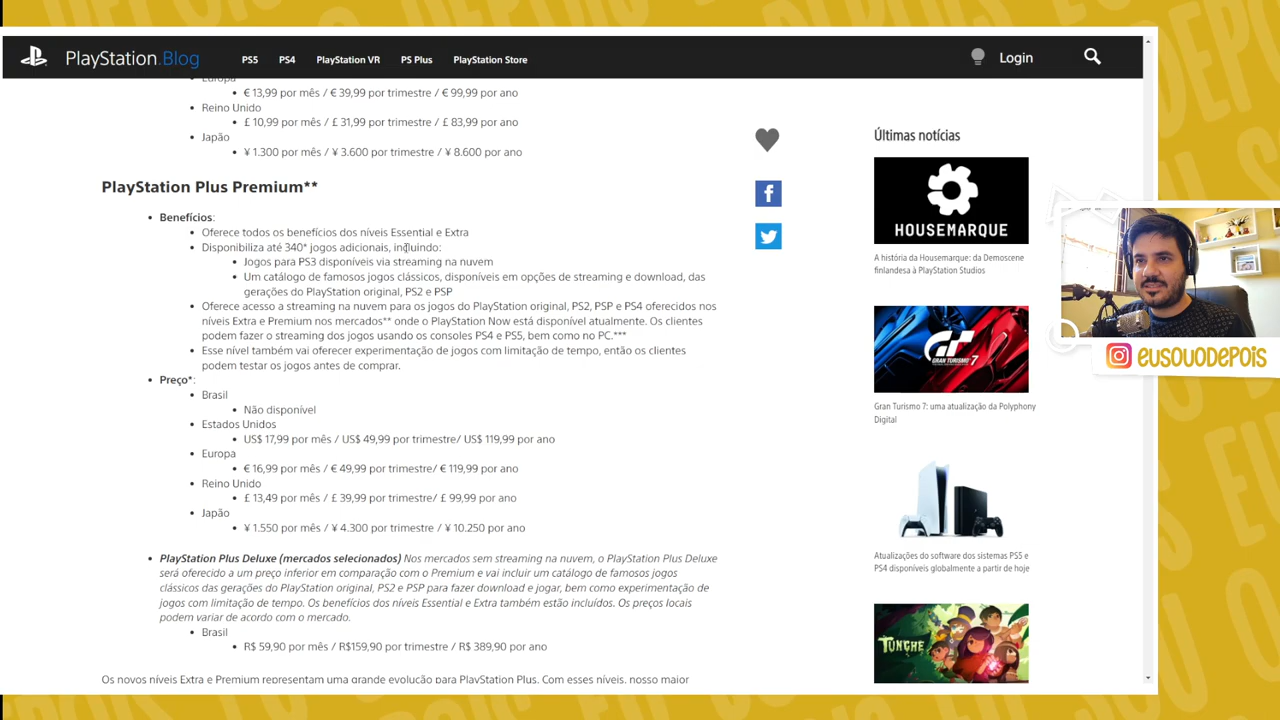 PlayStation.Blog
PS5
PS4
PlayStation VR
PS Plus
PlayStation Store
Login
Europa
€ 13,99 por mês / € 39,99 por trimestre / € 99,99 por ano
Reino Unido
£ 10,99 por mês / £ 31,99 por trimestre / £ 83,99 por ano
Japão
¥ 1.300 por mês / ¥ 3.600 por trimestre / ¥ 8.600 por ano
PlayStation Plus Premium**
Benefícios:
Oferece todos os benefícios dos níveis Essential e Extra
Disponibiliza até 340* jogos adicionais, incluindo:
Jogos para PS3 disponíveis via streaming na nuvem
Um catálogo de famosos jogos clássicos, disponíveis em opções de streaming e download, das
gerações do PlayStation original, PS2 e PSP
Oferece acesso a streaming na nuvem para os jogos do PlayStation original, PS2, PSP e PS4 oferecidos nos
níveis Extra e Premium nos mercados** onde o PlayStation Now está disponível atualmente. Os clientes
podem fazer o streaming dos jogos usando os consoles PS4 e PS5, bem como no PC.***
Esse nível também vai oferecer experimentação de jogos com limitação de tempo, então os clientes
podem testar os jogos antes de comprar.
Preço*:
Brasil
Não disponível
Estados Unidos
US$ 17,99 por mês / US$ 49,99 por trimestre/ US$ 119,99 por ano
Europa
€ 16,99 por mês / € 49,99 por trimestre/ € 119,99 por ano
Reino Unido
£ 13,49 por mês / £ 39,99 por trimestre/ £ 99,99 por ano
Japão
¥ 1.550 por mês / ¥ 4.300 por trimestre / ¥ 10.250 por ano
PlayStation Plus Deluxe (mercados selecionados) Nos mercados sem streaming na nuvem, o PlayStation Plus Deluxe
será oferecido a um preço inferior em comparação com o Premium e vai incluir um catálogo de famosos jogos
clássicos das gerações do PlayStation original, PS2 e PSP para fazer download e jogar, bem como experimentação de
jogos com limitação de tempo. Os benefícios dos níveis Essential e Extra também estão incluídos. Os preços locais
podem variar de acordo com o mercado.
Brasil
R$ 59,90 por mês / R$159,90 por trimestre / R$ 389,90 por ano
Os novos níveis Extra e Premium representam uma grande evolução para PlayStation Plus. Com esses níveis, nosso maior
Últimas notícias
HOUSEMARQUE
A história da Housemarque: da Demoscene
finlandesa à PlayStation Studios
GT
GRAN TURISMO 7
Gran Turismo 7: uma atualização da Polyphony
Digital
Atualizações do software dos sistemas PS5 e
PS4 disponíveis globalmente a partir de hoje
TUNCHE
eusouodepois